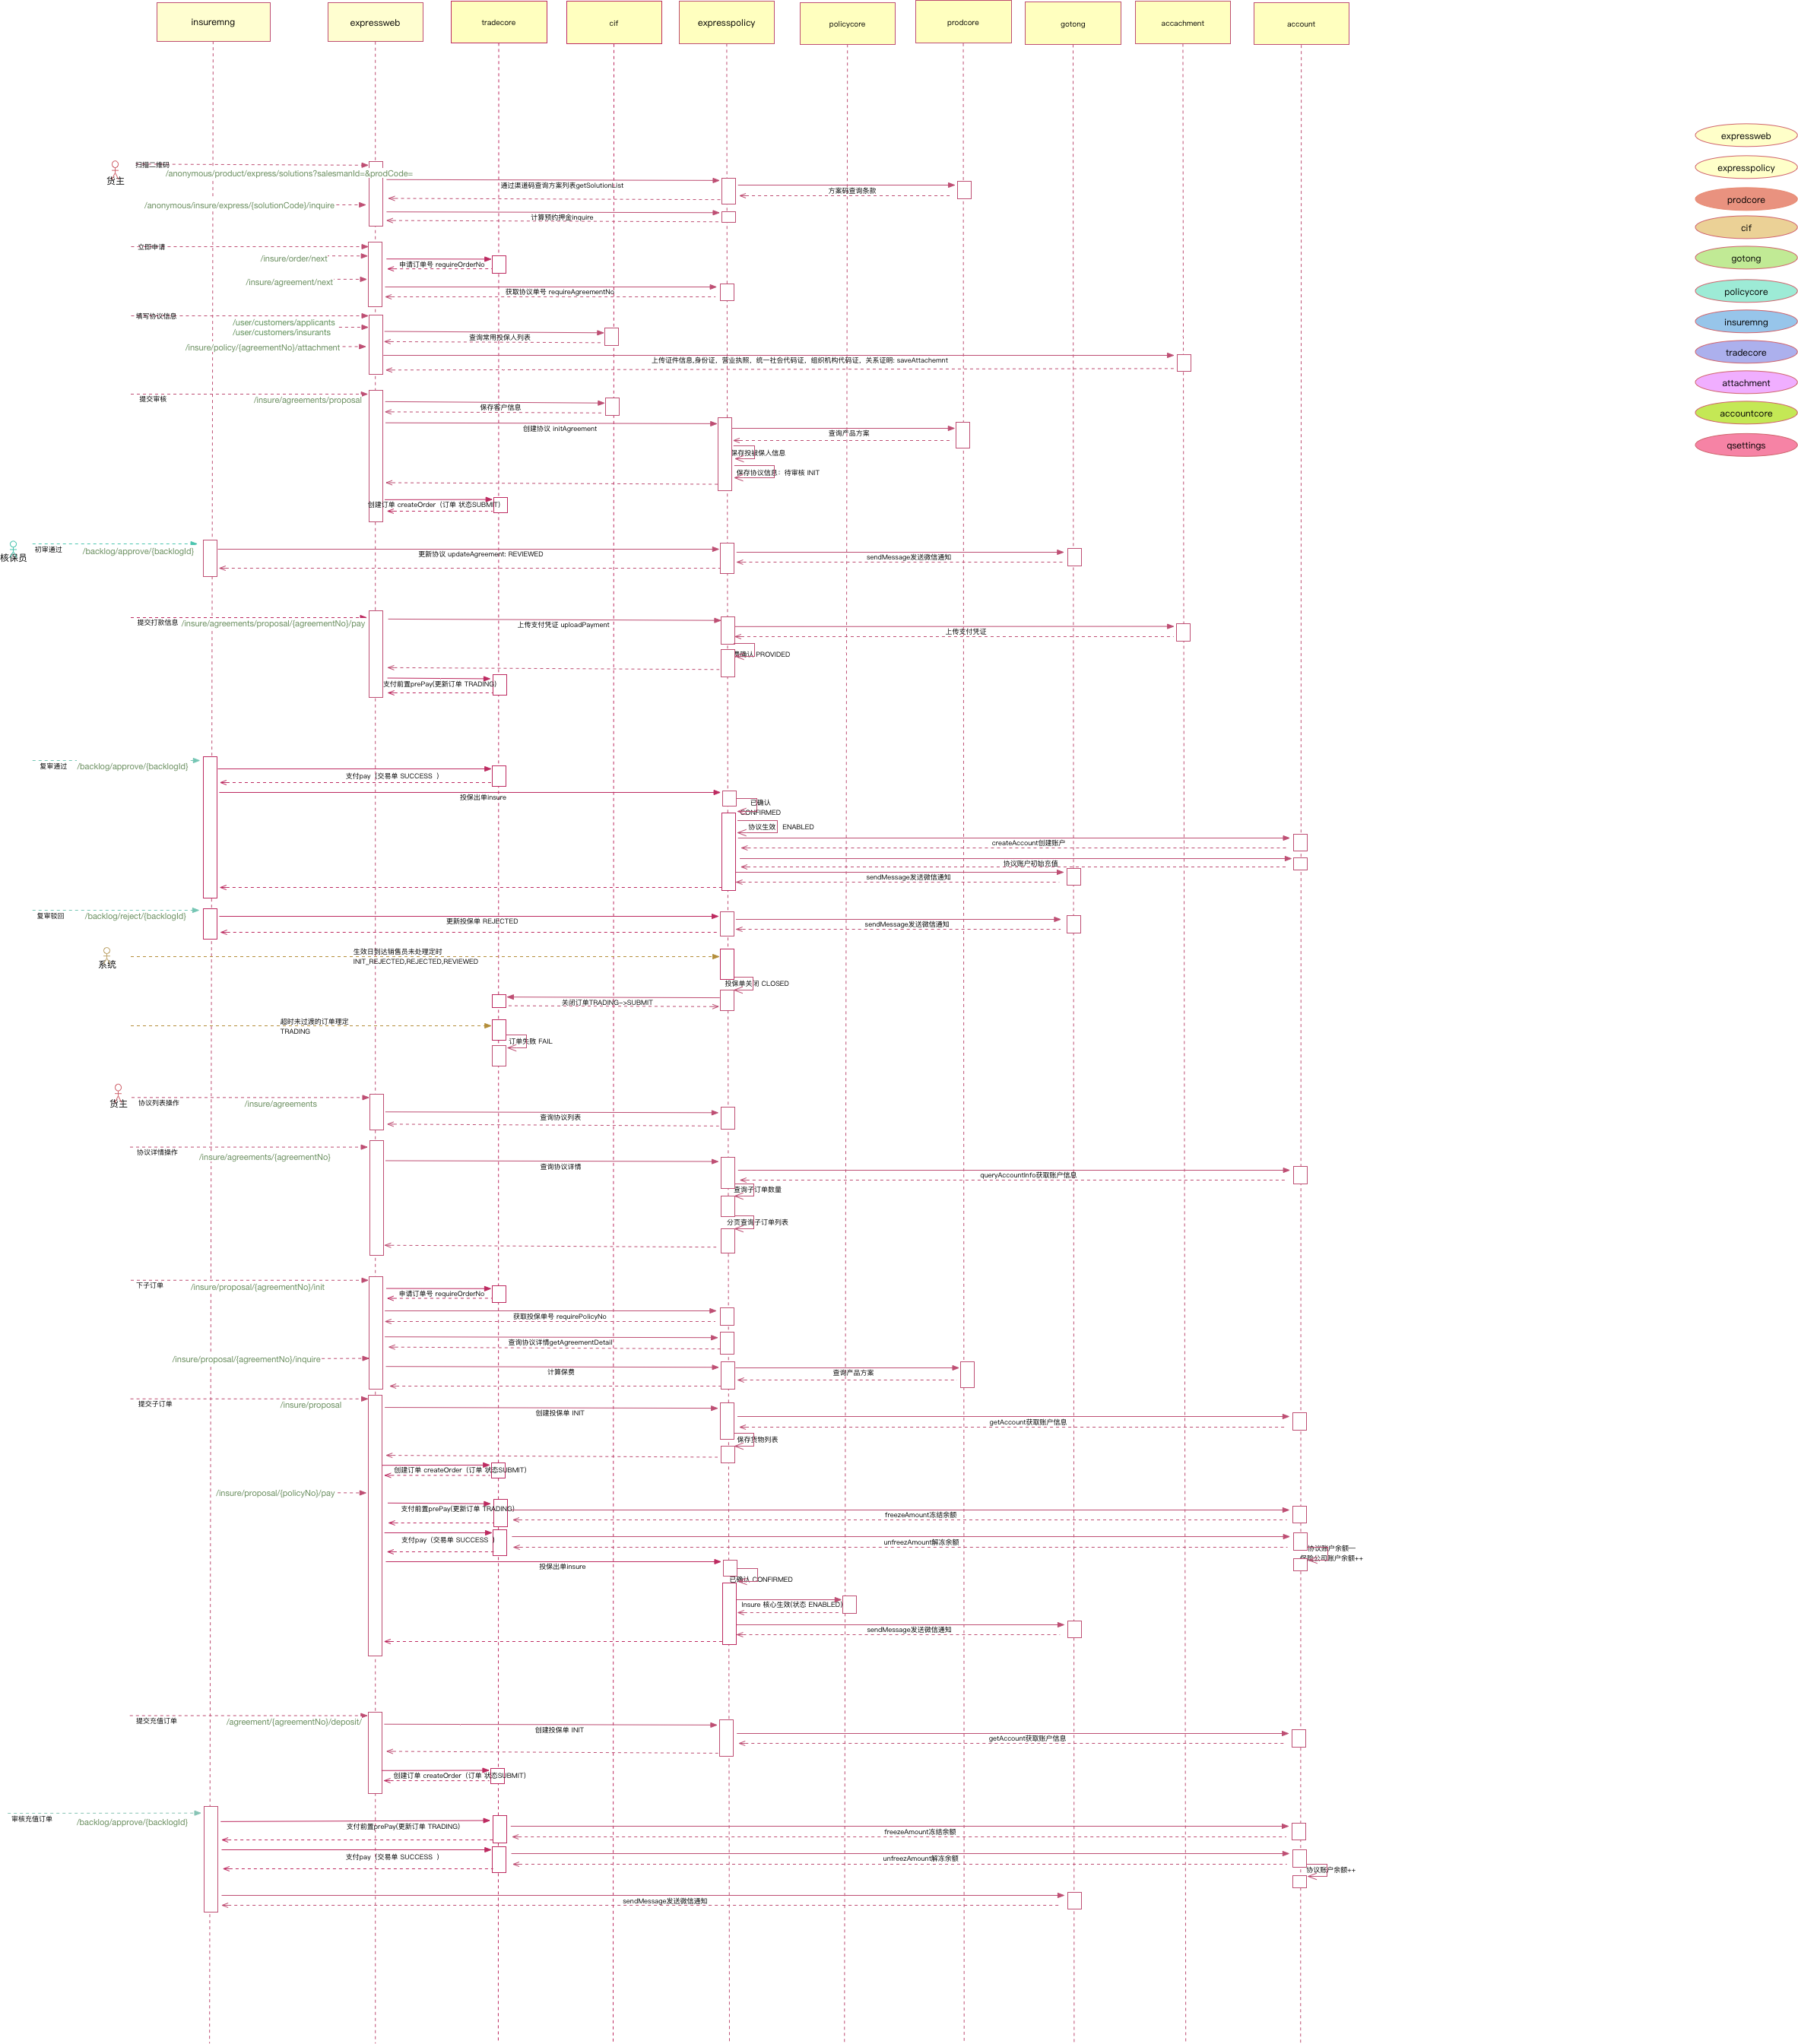 insuremng
expressweb
tradecore
cif
expresspolicy
policycore
prodcore
gotong
accachment
account
expressweb
expresspolicy
prodcore
cif
gotong
policycore
insuremng
tradecore
attachment
accountcore
qsettings
扫描二维码
货主
/anonymous/product/express/solutions?salesmanId=&prodCode=
通过渠道码查询方案列表getSolutionList
方案码查询条款
/anonymous/insure/express/{solutionCode}/inquire
计算预约押金inquire
立即申请
/insure/order/next
申请订单号 requireOrderNo
/insure/agreement/next
获取协议单号 requireAgreementNo
填写协议信息
/user/customers/applicants
/user/customers/insurants
查询常用投保人列表
/insure/policy/{agreementNo}/attachment
上传证件信息,身份证，营业执照，统一社会代码证，组织机构代码证，关系证明: saveAttachemnt
提交审核
/insure/agreements/proposal
保存客户信息
创建协议 initAgreement
查询产品方案
保存投被保人信息
保存协议信息：待审核 INIT
创建订单 createOrder（订单 状态SUBMIT）
核保员
初审通过
/backlog/approve/{backlogId}
更新协议 updateAgreement: REVIEWED
sendMessage发送微信通知
提交打款信息
/insure/agreements/proposal/{agreementNo}/pay
上传支付凭证 uploadPayment
上传支付凭证
确认 PROVIDED
支付前置prePay(更新订单 TRADING)
复审通过
/backlog/approve/{backlogId}
支付pay（交易单 SUCCESS ）
投保出单insure
已确认
CONFIRMED
协议生效 ENABLED
createAccount创建账户
协议账户初始充值
sendMessage发送微信通知
复审驳回
/backlog/reject/{backlogId}
更新投保单 REJECTED
sendMessage发送微信通知
系统
生效日到达销售员未处理定时
INIT_REJECTED,REJECTED,REVIEWED
投保单关闭 CLOSED
关闭订单TRADING->SUBMIT
超时未过源的订单理定
TRADING
订单失败 FAIL
货主
协议列表操作
/insure/agreements
查询协议列表
协议详情操作
/insure/agreements/{agreementNo}
查询协议详情
queryAccountInfo获取账户信息
查询子订单数量
分页查询子订单列表
下子订单
/insure/proposal/{agreementNo}/init
申请订单号 requireOrderNo
获取投保单号 requirePolicyNo
查询协议详情getAgreementDetail
/insure/proposal/{agreementNo}/inquire
计算保费
查询产品方案
提交子订单
/insure/proposal
创建投保单 INIT
getAccount获取账户信息
保存货物列表
创建订单 createOrder（订单 状态SUBMIT）
/insure/proposal/{policyNo}/pay
支付前置prePay(更新订单 TRADING)
freezeAmount冻结余额
支付pay（交易单 SUCCESS ）
unfreezAmount解冻余额
协议账户余额--
保险公司账户余额++
投保出单insure
已确认 CONFIRMED
Insure 核心生效(状态 ENABLED)
sendMessage发送微信通知
提交充值订单
/agreement/{agreementNo}/deposit/
创建投保单 INIT
getAccount获取账户信息
创建订单 createOrder（订单 状态SUBMIT）
审核充值订单
/backlog/approve/{backlogId}
支付前置prePay(更新订单 TRADING)
freezeAmount冻结余额
支付pay（交易单 SUCCESS ）
unfreezAmount解冻余额
协议账户余额++
sendMessage发送微信通知